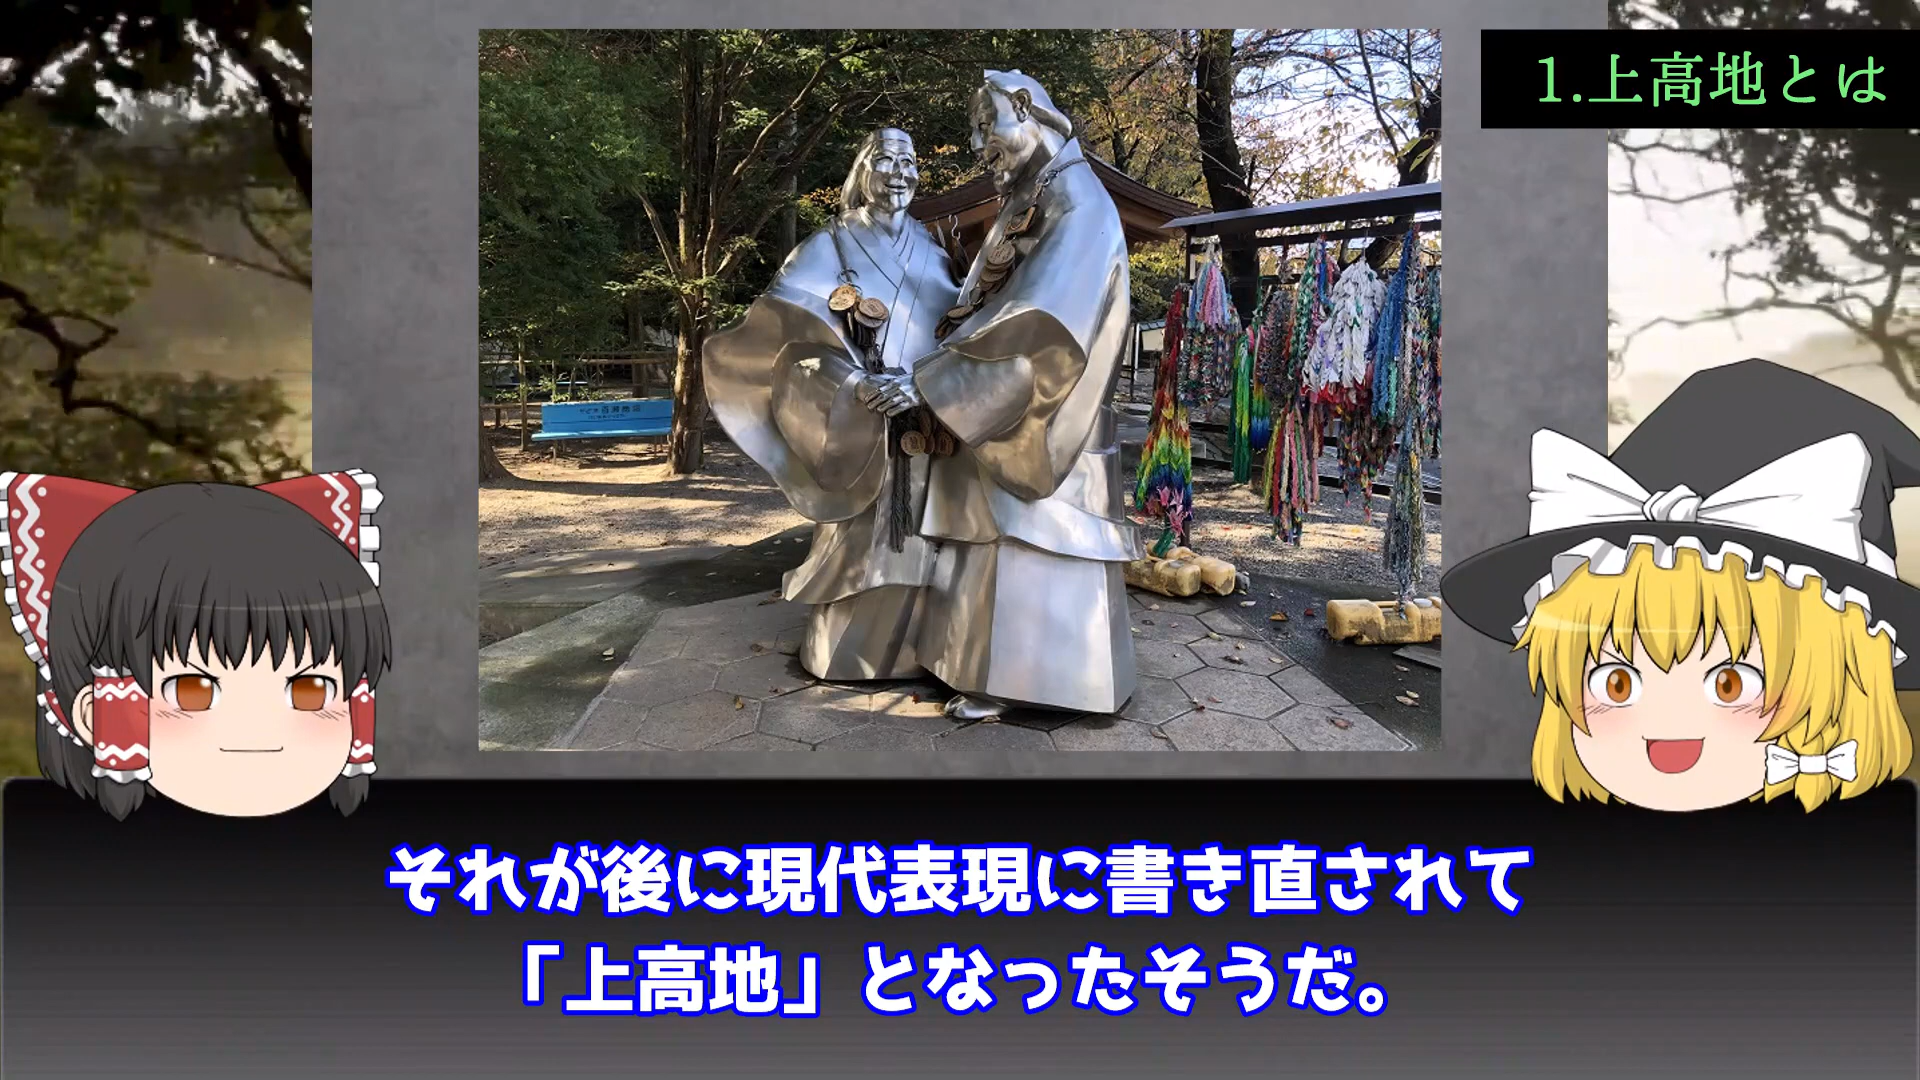 1.上高地とは
それが後に現代表現に書き直されて
「上高地」となったそうだ。